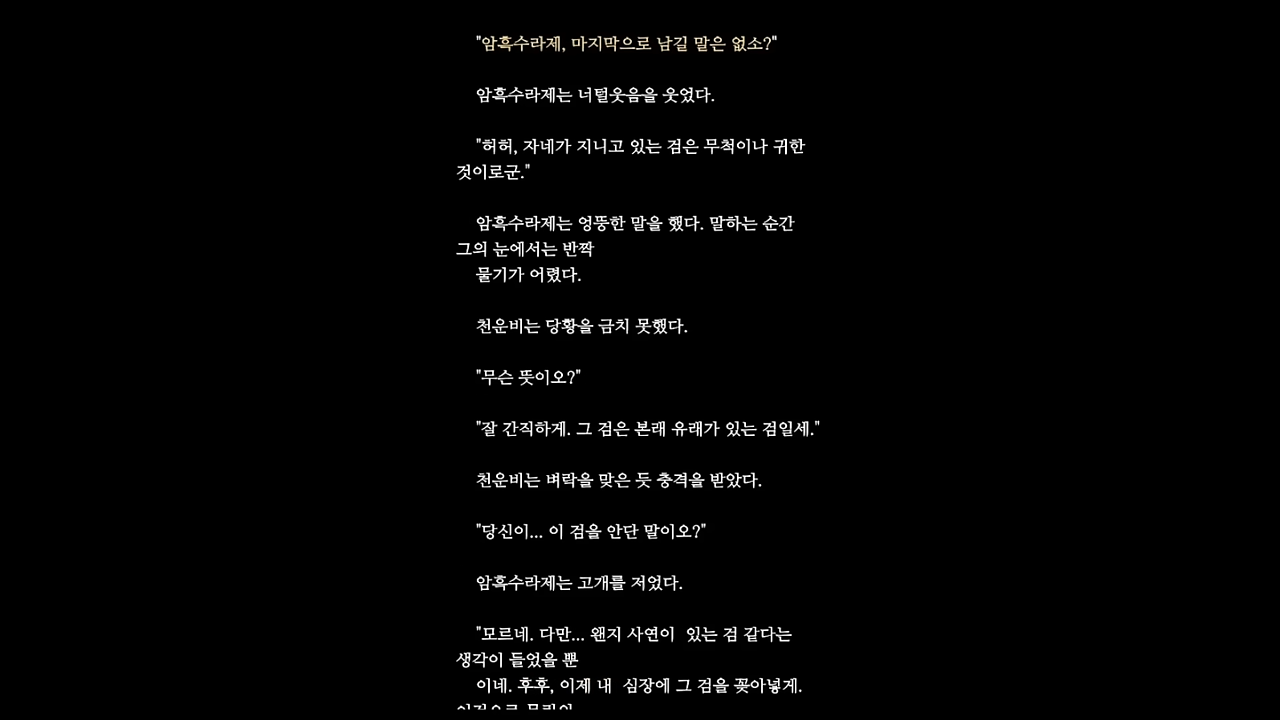 "암흑수라제, 마지막으로 남길 말은 없소?"
암흑수라제는 너털웃음을 웃었다.
"허허, 자네가 지니고 있는 검은 무척이나 귀한
것이로군."
암흑수라제는 엉뚱한 말을 했다. 말하는 순간
그의 눈에서는 반짝
물기가 어렸다.
천운비는 당황을 금치 못했다.
"무슨 뜻이오?"
"잘 간직하게. 그 검은 본래 유래가 있는 검일세."
천운비는 벼락을 맞은 듯 충격을 받았다.
"당신이... 이 검을 안단 말이오?"
암흑수라제는 고개를 저었다.
"모르네. 다만... 왠지 사연이  있는 검 같다는
생각이 들었을 뿐
이네. 후후, 이제 내  심장에 그 검을 꽂아넣게.